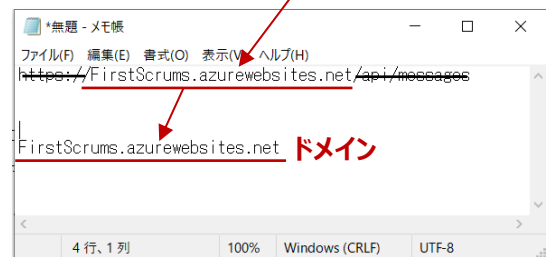 *無題 - メモ帳
ファイル(F) 編集(E) 書式(O) 表示(V) ヘルプ(H)
https://FirstScrums.azurewebsites.net/api/messages
FirstScrums.azurewebsites.net ドメイン
4 行、1 列 100% Windows (CRLF) UTF-8